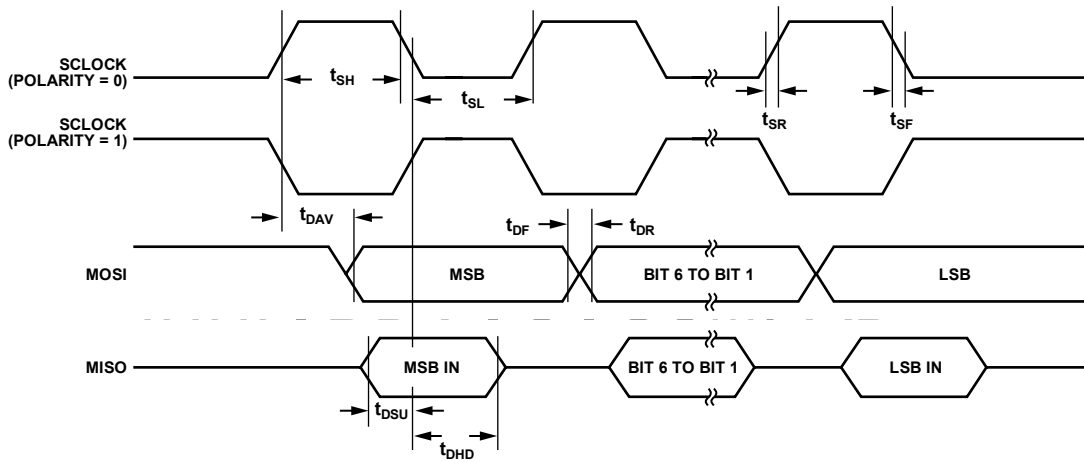 SCLOCK
(POLARITY = 0)
tSH
tSL
tSR
tSF
SCLOCK
(POLARITY = 1)
tDAV
tDF
tDR
MOSI
MSB
BIT 6 TO BIT 1
LSB
MISO
MSB IN
BIT 6 TO BIT 1
LSB IN
tDSU
tDHD